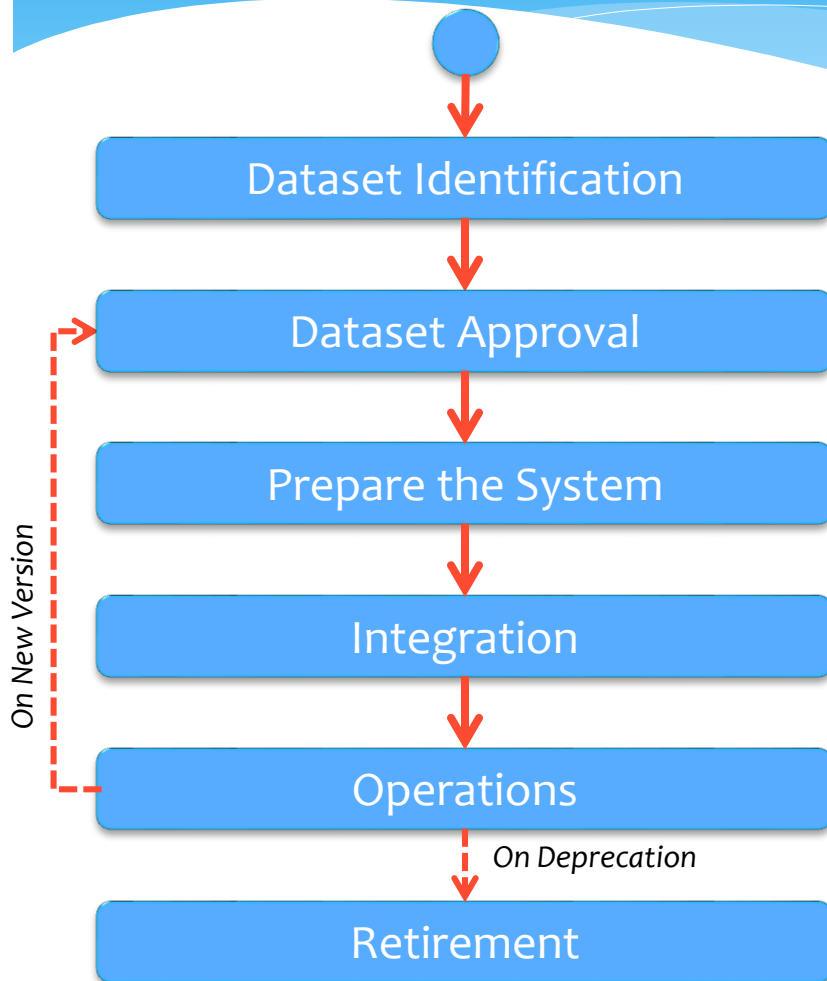 Dataset Identification
Dataset Approval
Prepare the System
On New Version
Integration
Operations
On Deprecation
Retirement